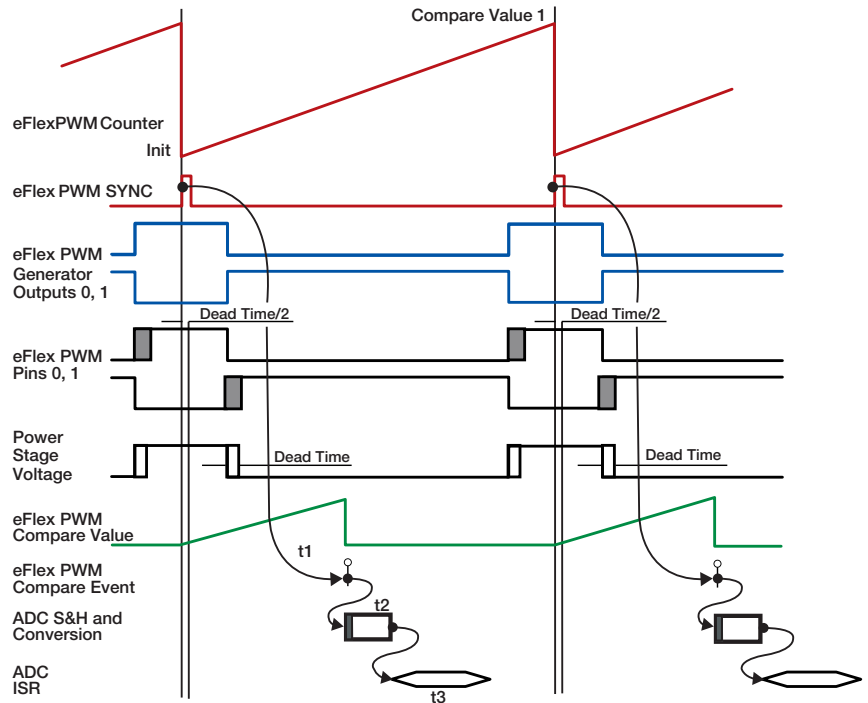 Compare Value 1
eFlexPWM Counter
Init
eFlex PWM SYNC
eFlex PWM
Generator
Outputs 0, 1
Dead Time/2
Dead Time/2
eFlex PWM
Pins 0, 1
Power
Stage
Voltage
Dead Time
Dead Time
eFlex PWM
Compare Value
t1
eFlex PWM
Compare Event
t2
ADC S&H and
Conversion
ADC
ISR
t3